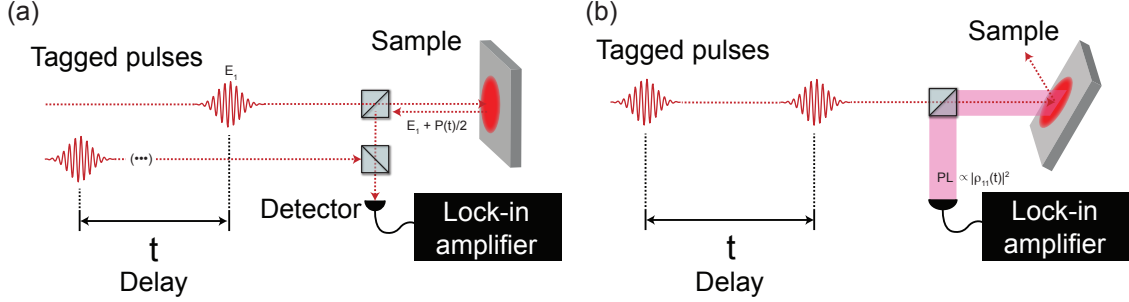 (a)
Tagged pulses
Sample
E₁
E₁ + P(t)/2
(•••)
Detector
Lock-in
amplifier
t
Delay
(b)
Sample
Tagged pulses
PL ∝|ρ₁₁(t)|²
Lock-in
amplifier
t
Delay